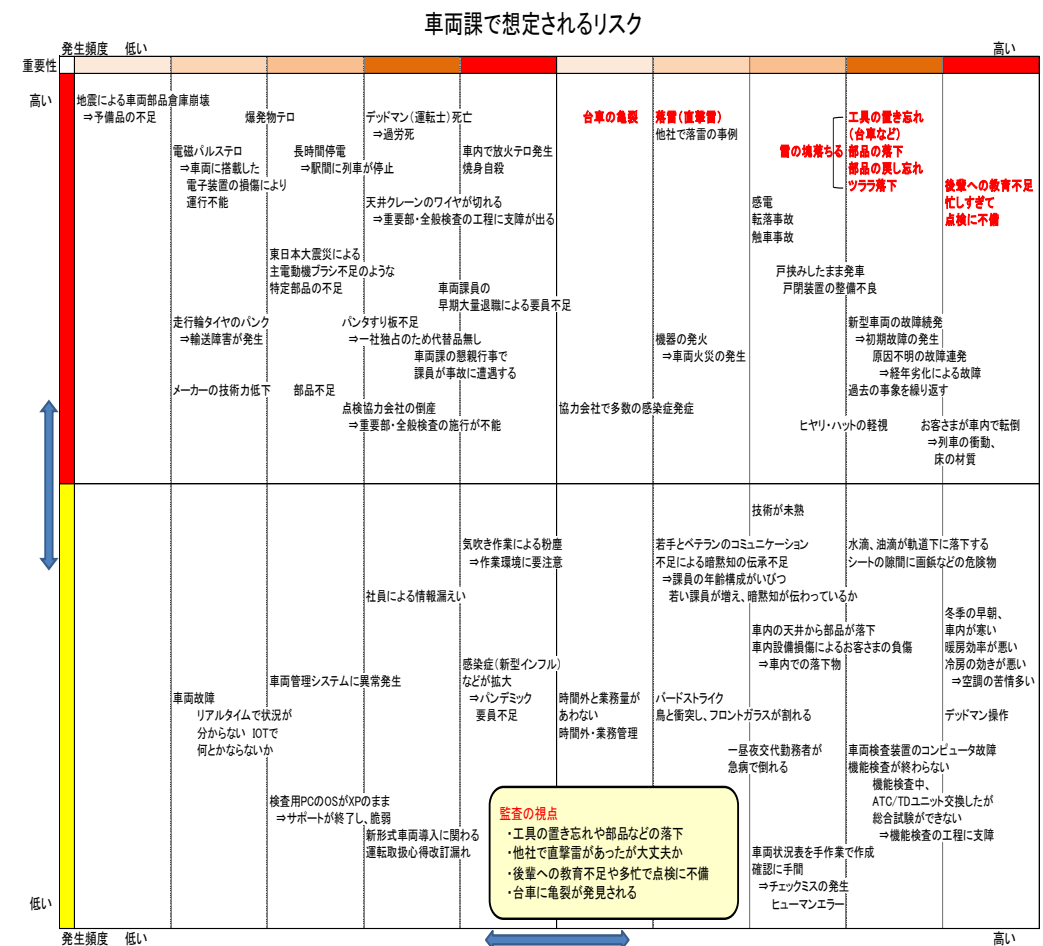 車両課で想定されるリスク
発生頻度 低い
高い
重要性
高い
地震による車両部品倉庫崩壊
⇒予備品の不足
爆発物テロ
デッドマン(運転士)死亡
⇒過労死
台車の亀裂
落雷(直撃雷)
他社で落雷の事例
工具の置き忘れ
(台車など)
雪の塊落ちる
部品の落下
部品の戻し忘れ
ツララ落下
電磁パルステロ
⇒車両に搭載した
電子装置の損傷により
運行不能
長時間停電
⇒駅間に列車が停止
車内で放火テロ発生
焼身自殺
後輩への教育不足
忙しすぎて
点検に不備
天井クレーンのワイヤが切れる
⇒重要部・全般検査の工程に支障が出る
感電
転落事故
触車事故
東日本大震災による
主電動機ブラシ不足のような
特定部品の不足
戸挟みしたまま発車
戸閉装置の整備不良
車両課員の
早期大量退職による要員不足
走行輪タイヤのパンク
⇒輸送障害が発生
パンタすり板不足
⇒一社独占のため代替品無し
車両課の懇親行事で
課員が事故に遭遇する
機器の発火
⇒車両火災の発生
新型車両の故障続発
⇒初期故障の発生
原因不明の故障連発
⇒経年劣化による故障
過去の事象を繰り返す
メーカーの技術力低下
部品不足
点検協力会社の倒産
⇒重要部・全般検査の施行が不能
協力会社で多数の感染症発症
ヒヤリ・ハットの軽視
お客さまが車内で転倒
⇒列車の衝動、
床の材質
技術が未熟
気吹き作業による粉塵
⇒作業環境に要注意
若手とベテランのコミュニケーション
不足による暗黙知の伝承不足
⇒課員の年齢構成がいびつ
若い課員が増え、暗黙知が伝わっているか
水滴、油滴が軌道下に落下する
シートの隙間に画鋲などの危険物
社員による情報漏えい
冬季の早朝、
車内が寒い
暖房効率が悪い
冷房の効きが悪い
⇒空調の苦情多い
車内の天井から部品が落下
車内設備損傷によるお客さまの負傷
⇒車内での落下物
感染症(新型インフル)
などが拡大
⇒パンデミック
要員不足
車両管理システムに異常発生
車両故障
リアルタイムで状況が
分からない IOTで
何とかならないか
時間外と業務量が
あわない
時間外・業務管理
バードストライク
鳥と衝突し、フロントガラスが割れる
デッドマン操作
一昼夜交代勤務者が
急病で倒れる
車両検査装置のコンピュータ故障
機能検査が終わらない
機能検査中、
ATC/TDユニット交換したが
総合試験ができない
⇒機能検査の工程に支障
検査用PCのOSがXPのまま
⇒サポートが終了し、脆弱
新形式車両導入に関わる
運転取扱心得改訂漏れ
監査の視点
・工具の置き忘れや部品などの落下
・他社で直撃雷があったが大丈夫か
・後輩への教育不足や多忙で点検に不備
・台車に亀裂が発見される
車両状況表を手作業で作成
確認に手間
⇒チェックミスの発生
ヒューマンエラー
低い
発生頻度 低い
高い